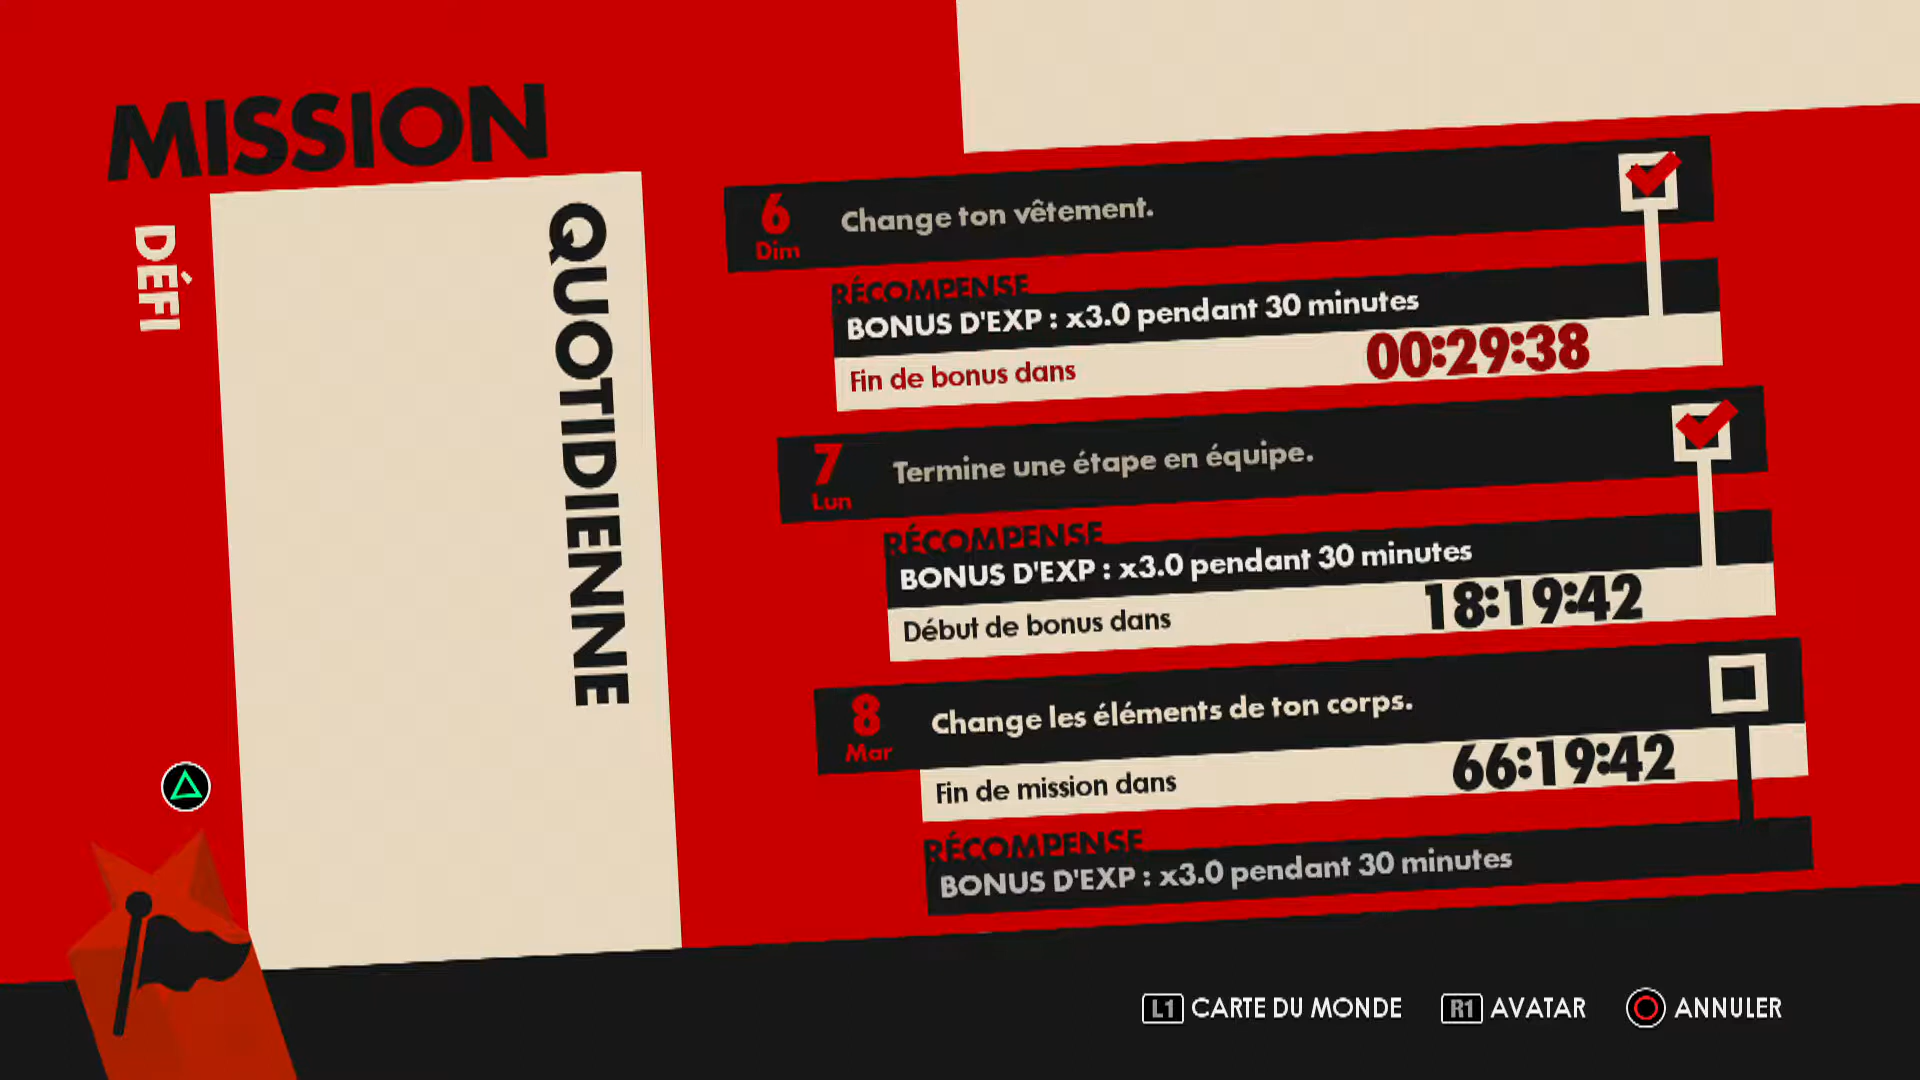 MISSION
DÉFI
QUOTIDIENNE
6
Dim
Change ton vêtement.
RÉCOMPENSE
BONUS D'EXP : x3.0 pendant 30 minutes
Fin de bonus dans 00:29:38
7
Lun
Termine une étape en équipe.
RÉCOMPENSE
BONUS D'EXP : x3.0 pendant 30 minutes
Début de bonus dans 18:19:42
8
Mar
Change les éléments de ton corps.
Fin de mission dans 66:19:42
RÉCOMPENSE
BONUS D'EXP : x3.0 pendant 30 minutes
L1 CARTE DU MONDE R1 AVATAR ANNULER